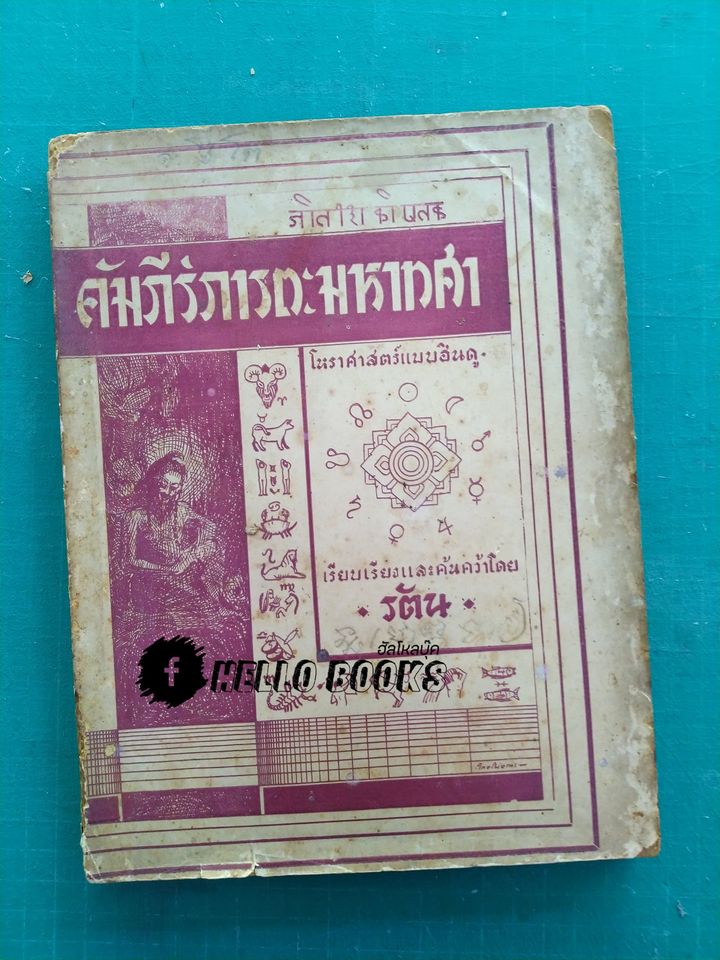 คัมภีร์ภารตะมหาทศา
โหราศาสตร์แบบฮินดู.
เรียบเรียงและค้นคว้าโดย
• รัตน •
ฮัลโหลบุ๊ค
f HELLO BOOKS